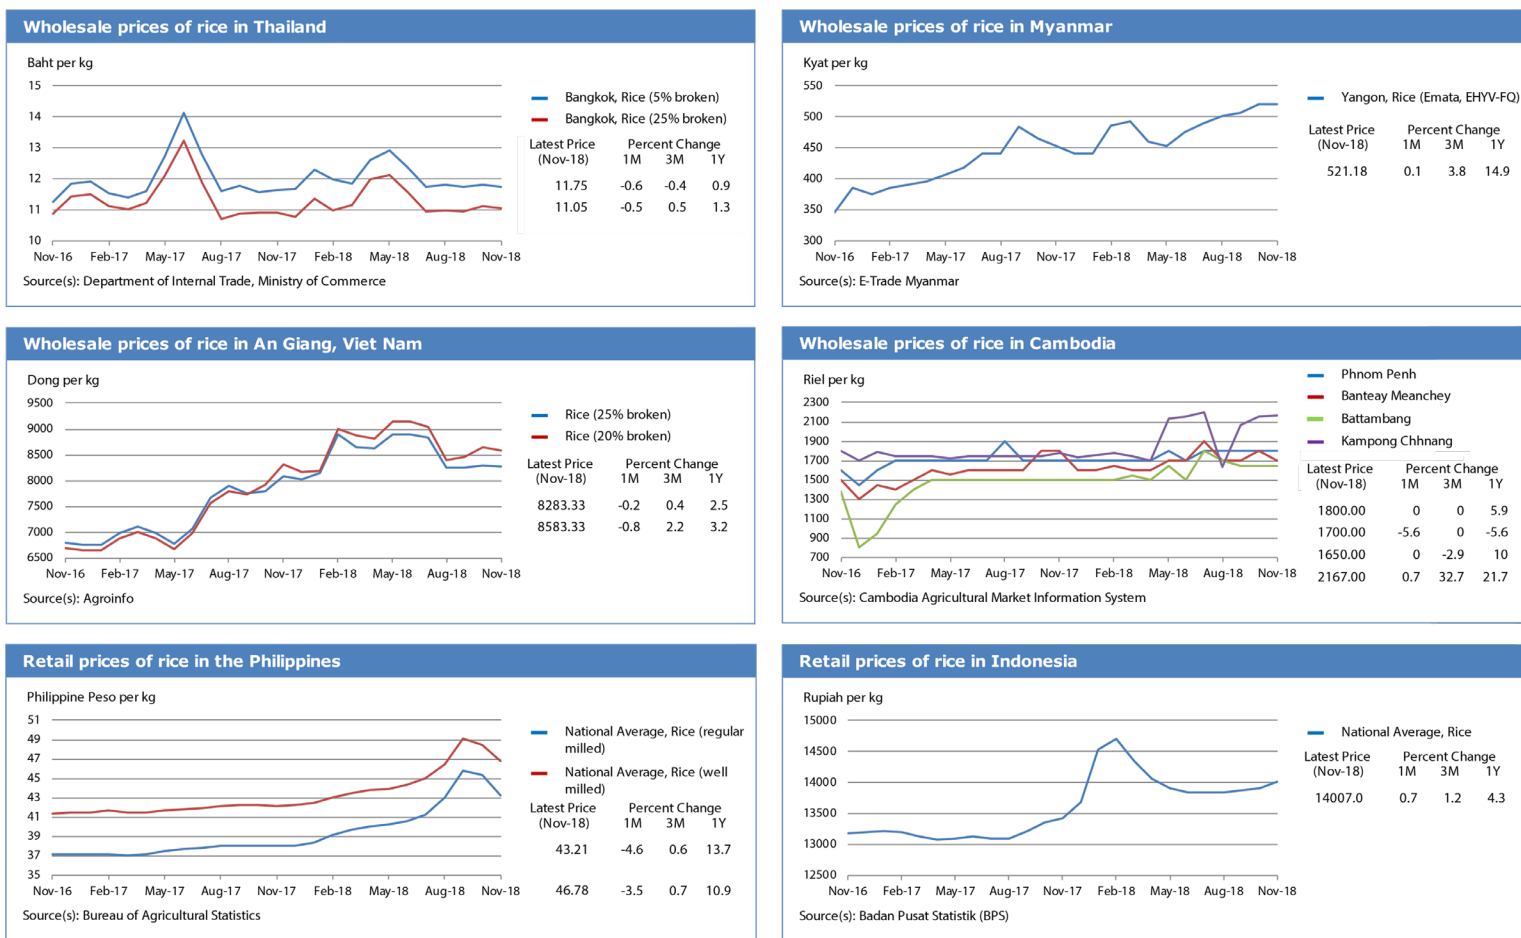 Wholesale prices of rice in Thailand
Baht per kg
15
14
13
12
11
10
Nov-16 Feb-17 May-17 Aug-17 Nov-17 Feb-18 May-18 Aug-18 Nov-18
Bangkok, Rice (5% broken)
Bangkok, Rice (25% broken)
Latest Price Percent Change
(Nov-18) 1M 3M 1Y
11.75 -0.6 -0.4 0.9
11.05 -0.5 0.5 1.3
Source(s): Department of Internal Trade, Ministry of Commerce
Wholesale prices of rice in Myanmar
Kyat per kg
550
500
450
400
350
300
Nov-16 Feb-17 May-17 Aug-17 Nov-17 Feb-18 May-18 Aug-18 Nov-18
Yangon, Rice (Emata, EHYV-FQ)
Latest Price Percent Change
(Nov-18) 1M 3M 1Y
521.18 0.1 3.8 14.9
Source(s): E-Trade Myanmar
Wholesale prices of rice in An Giang, Viet Nam
Dong per kg
9500
9000
8500
8000
7500
7000
6500
Nov-16 Feb-17 May-17 Aug-17 Nov-17 Feb-18 May-18 Aug-18 Nov-18
Rice (25% broken)
Rice (20% broken)
Latest Price Percent Change
(Nov-18) 1M 3M 1Y
8283.33 -0.2 0.4 2.5
8583.33 -0.8 2.2 3.2
Source(s): Agroinfo
Wholesale prices of rice in Cambodia
Riel per kg
2300
2100
1900
1700
1500
1300
1100
900
700
Nov-16 Feb-17 May-17 Aug-17 Nov-17 Feb-18 May-18 Aug-18 Nov-18
Phnom Penh
Banteay Meanchey
Battambang
Kampong Chhnang
Latest Price Percent Change
(Nov-18) 1M 3M 1Y
1800.00 0 0 5.9
1700.00 -5.6 0 -5.6
1650.00 0 -2.9 10
2167.00 0.7 32.7 21.7
Source(s): Cambodia Agricultural Market Information System
Retail prices of rice in the Philippines
Philippine Peso per kg
51
49
47
45
43
41
39
37
35
Nov-16 Feb-17 May-17 Aug-17 Nov-17 Feb-18 May-18 Aug-18 Nov-18
National Average, Rice (regular
milled)
National Average, Rice (well
milled)
Latest Price Percent Change
(Nov-18) 1M 3M 1Y
43.21 -4.6 0.6 13.7
46.78 -3.5 0.7 10.9
Source(s): Bureau of Agricultural Statistics
Retail prices of rice in Indonesia
Rupiah per kg
15000
14500
14000
13500
13000
12500
Nov-16 Feb-17 May-17 Aug-17 Nov-17 Feb-18 May-18 Aug-18 Nov-18
National Average, Rice
Latest Price Percent Change
(Nov-18) 1M 3M 1Y
14007.0 0.7 1.2 4.3
Source(s): Badan Pusat Statistik (BPS)